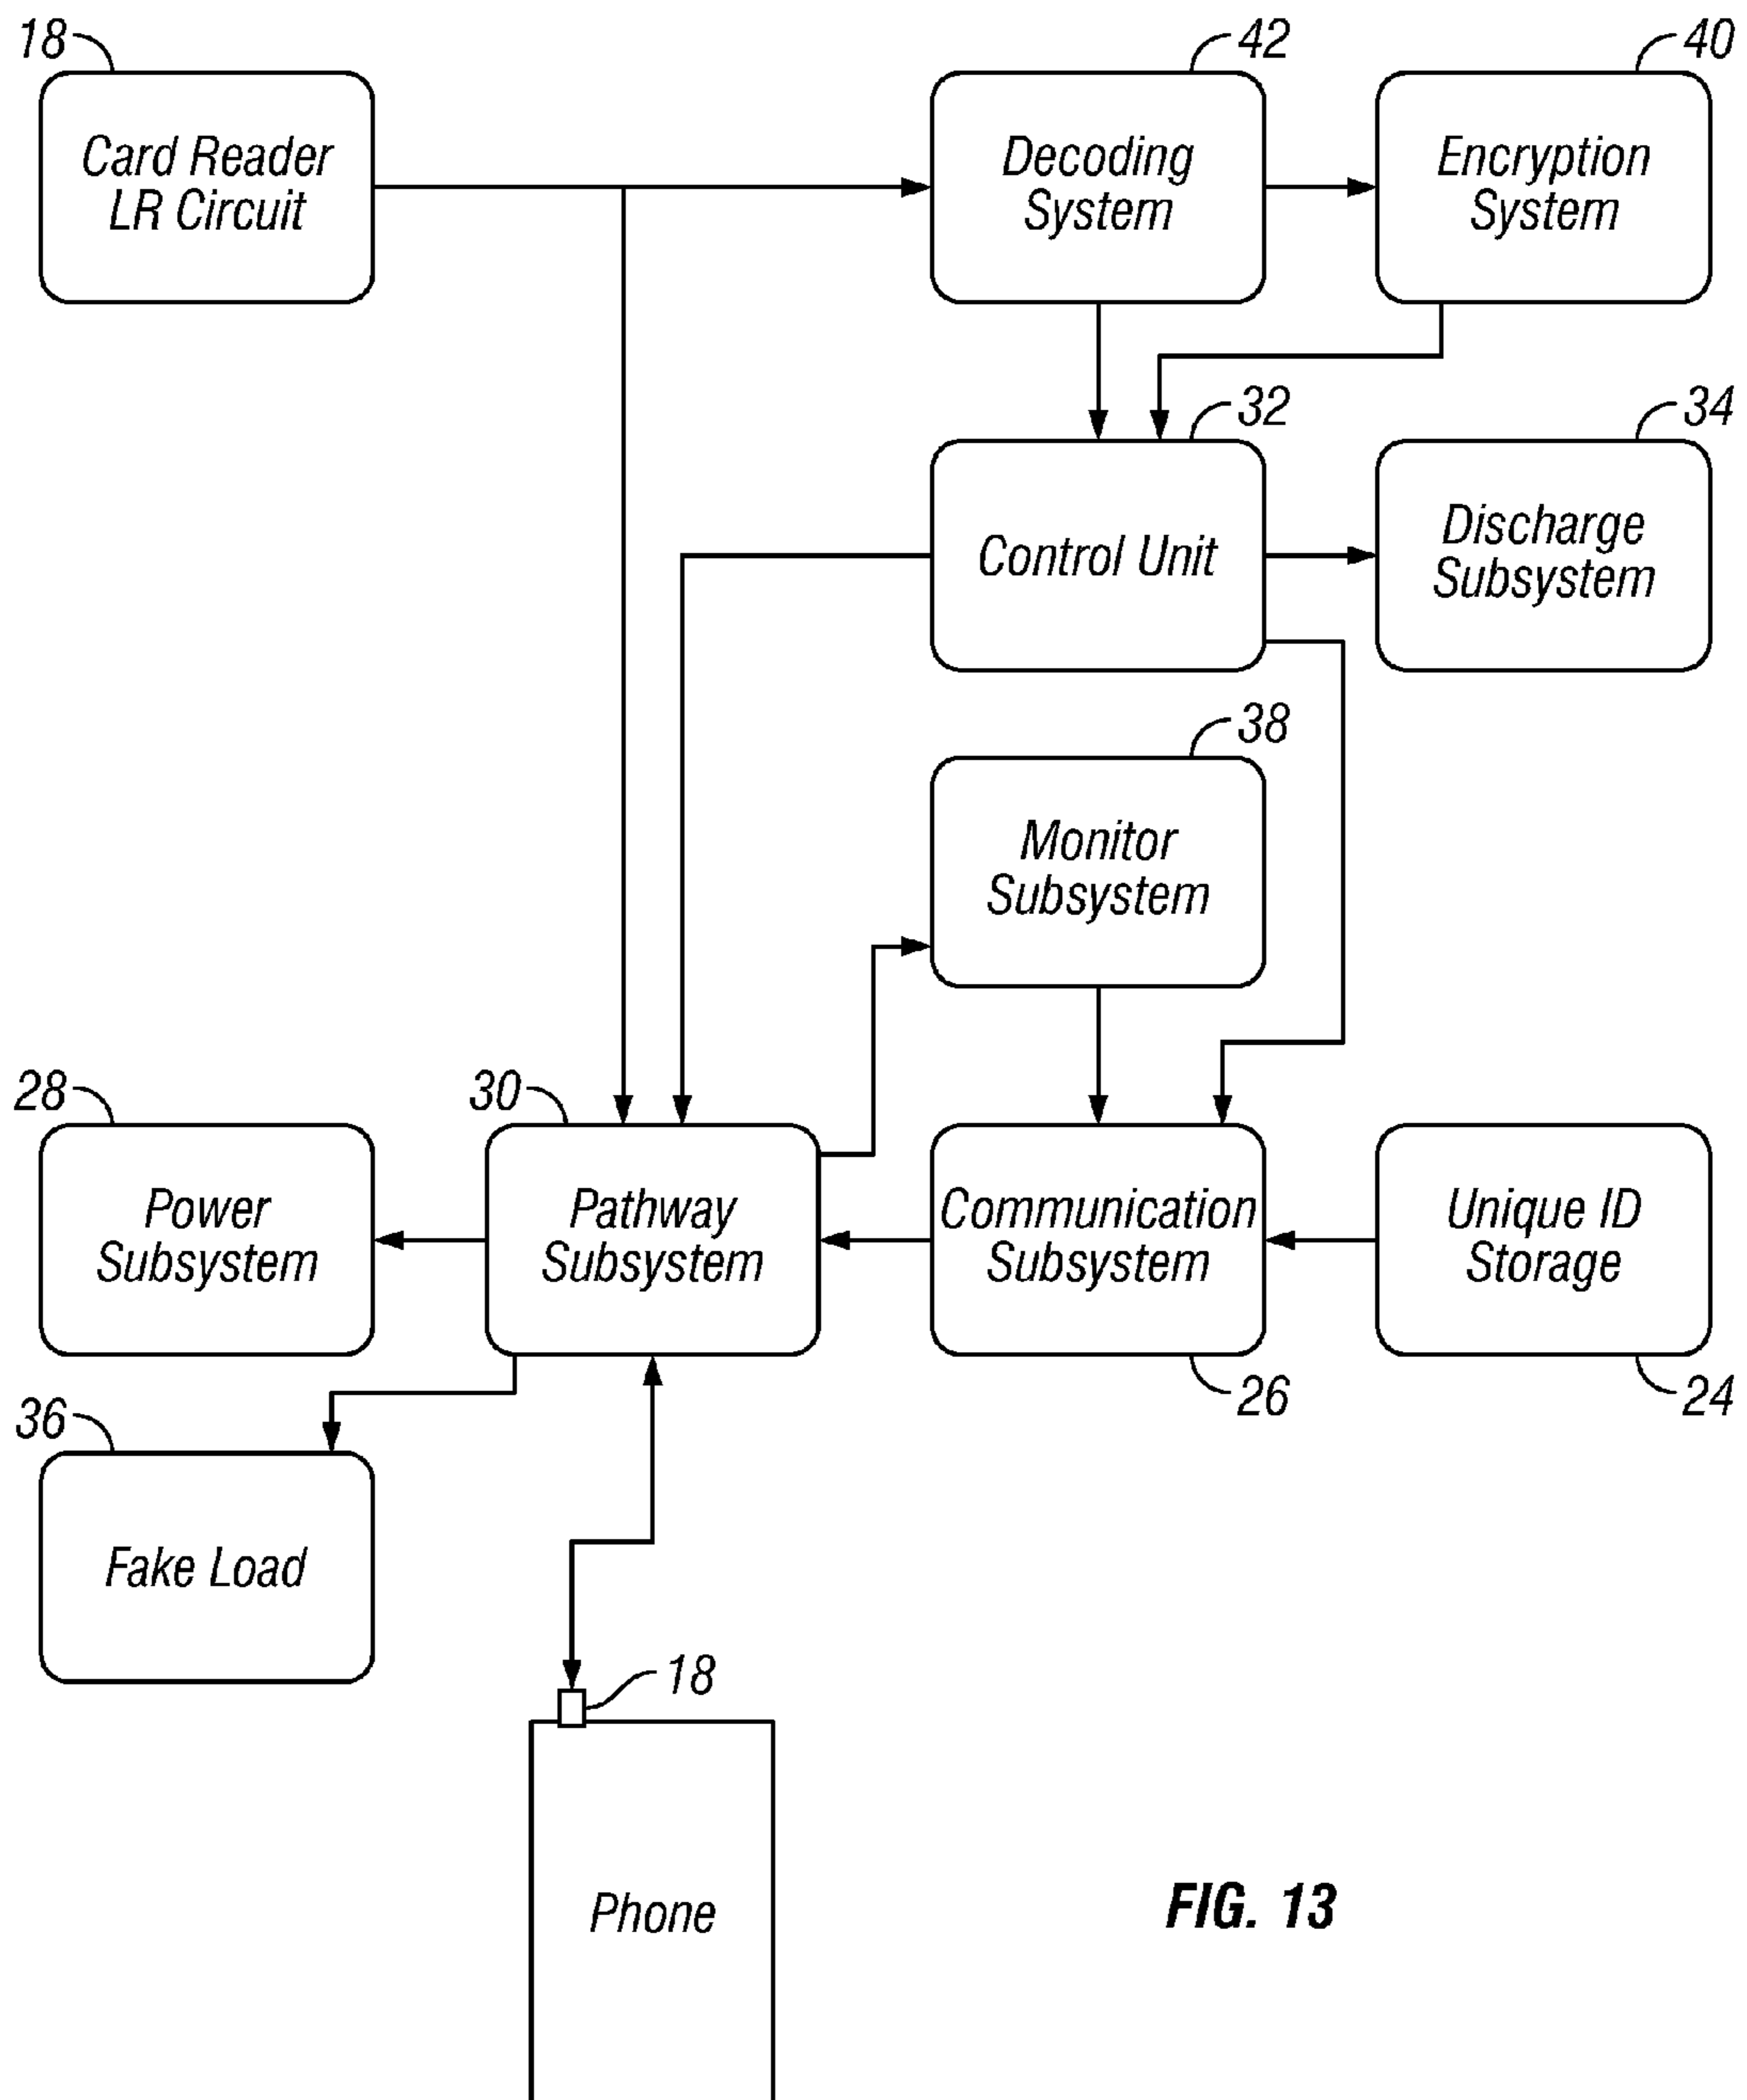 18
42
40
Card Reader
LR Circuit
Decoding
System
Encryption
System
32
34
Control Unit
Discharge
Subsystem
38
Monitor
Subsystem
28
30
Power
Subsystem
Pathway
Subsystem
Communication
Subsystem
Unique ID
Storage
26
24
36
Fake Load
18
Phone
FIG. 13